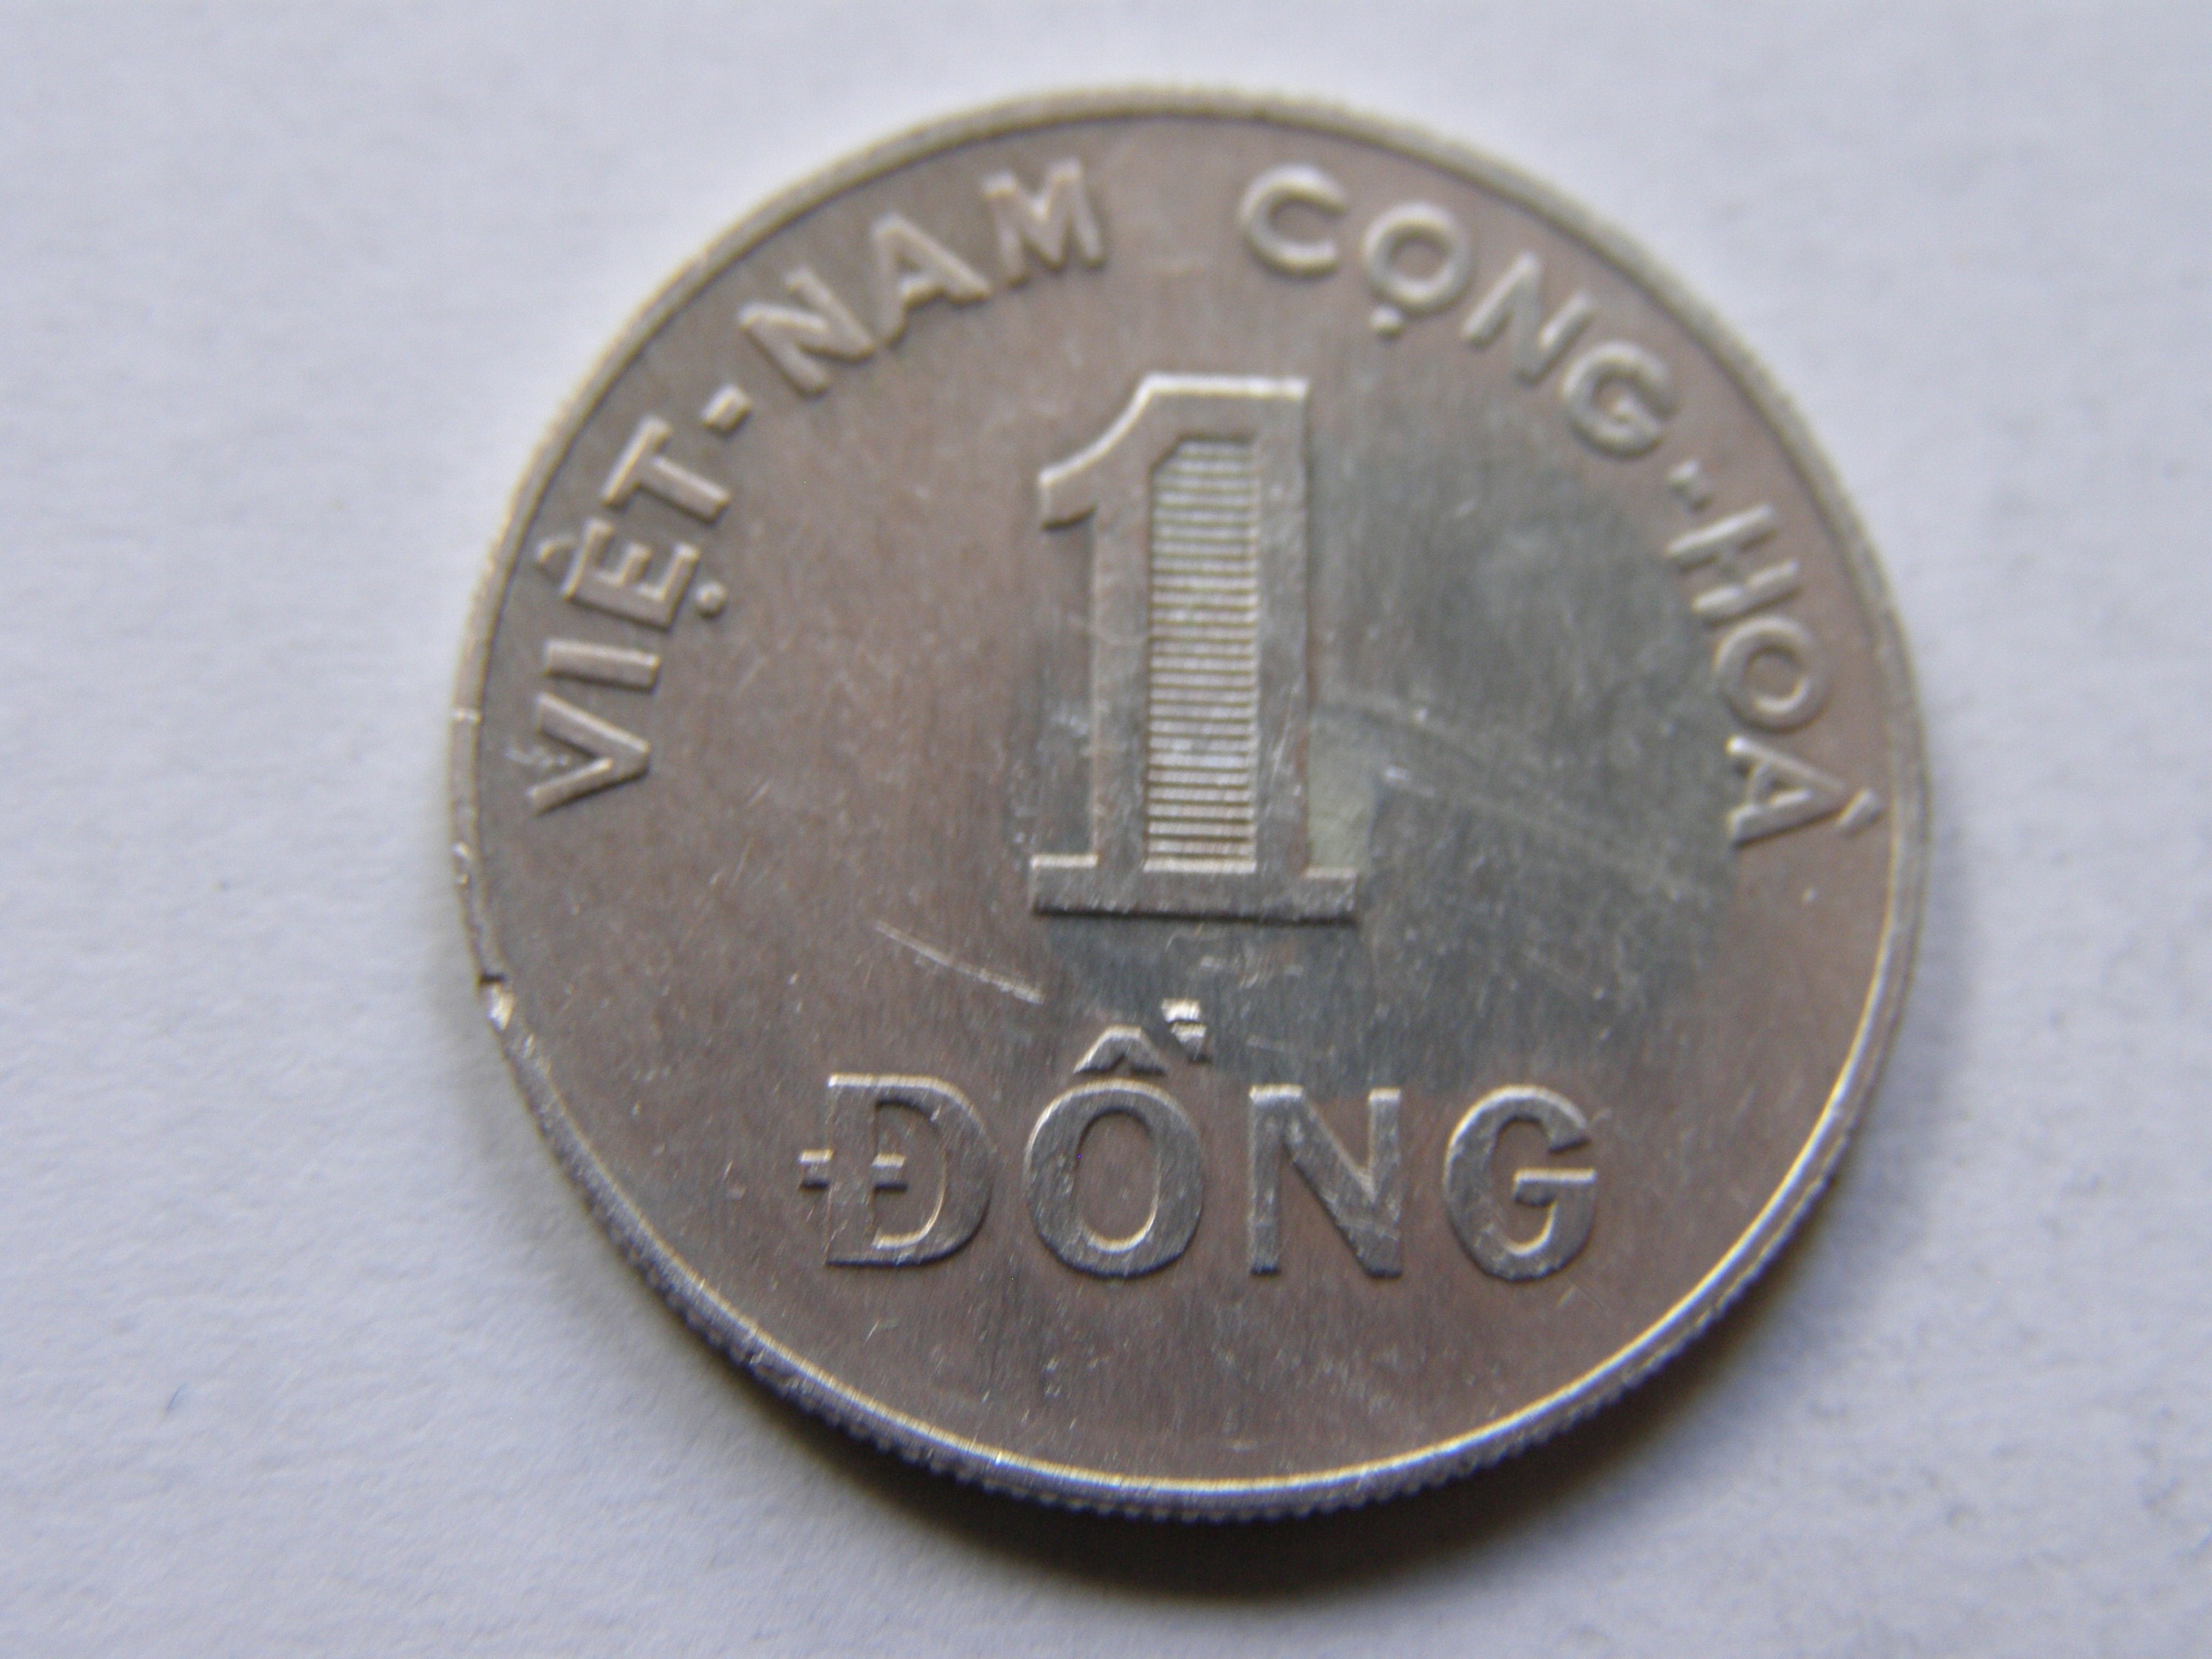 VIỆT-NAM CỘNG-HOÀ
1
ĐỒNG